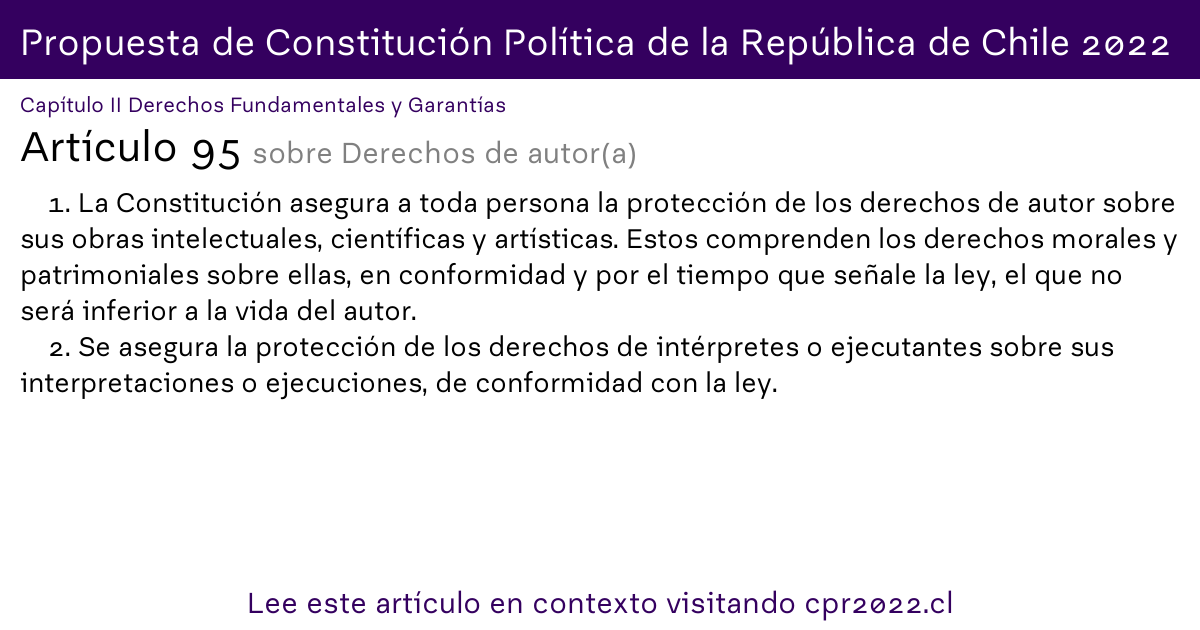 Propuesta de Constitución Política de la República de Chile 2022
Capítulo II Derechos Fundamentales y Garantías
Artículo 95 sobre Derechos de autor(a)
1. La Constitución asegura a toda persona la protección de los derechos de autor sobre
sus obras intelectuales, científicas y artísticas. Estos comprenden los derechos morales y
patrimoniales sobre ellas, en conformidad y por el tiempo que señale la ley, el que no
será inferior a la vida del autor.
2. Se asegura la protección de los derechos de intérpretes o ejecutantes sobre sus
interpretaciones o ejecuciones, de conformidad con la ley.
Lee este artículo en contexto visitando cpr2022.cl